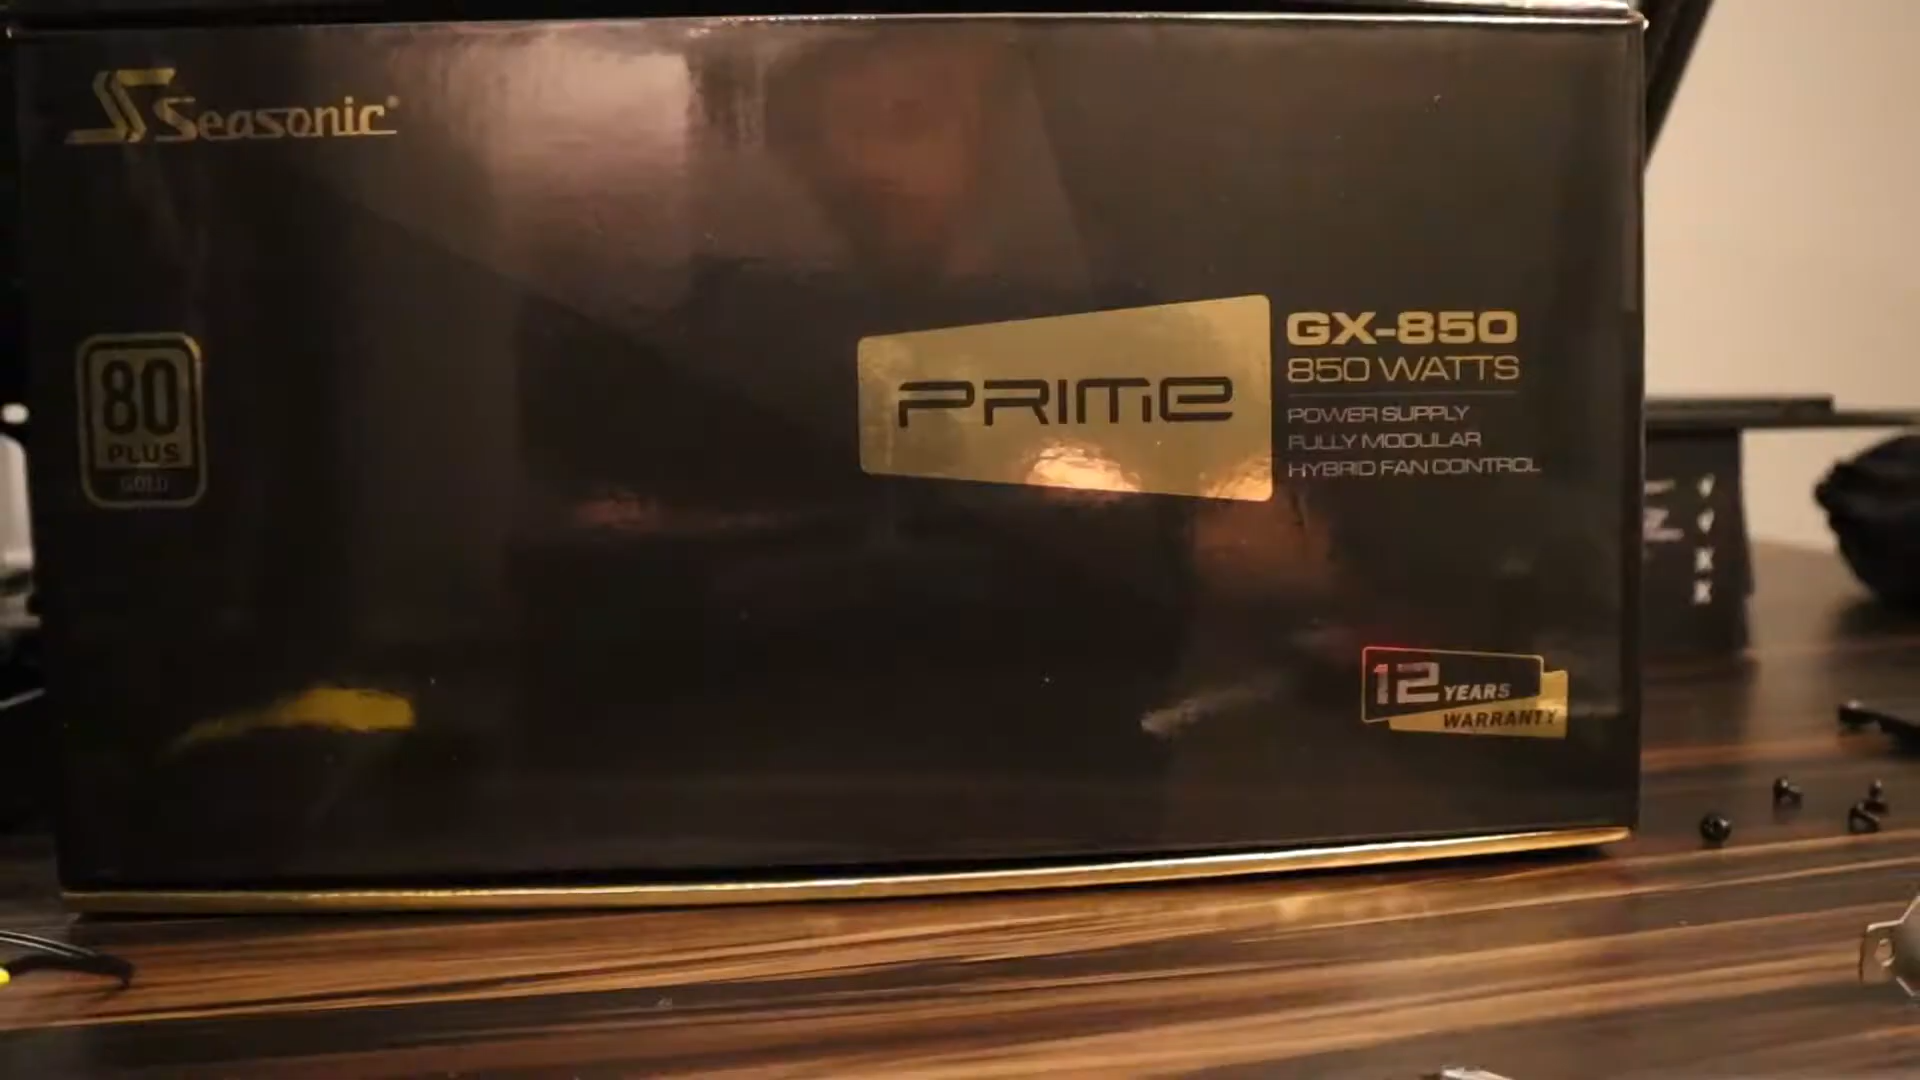 Seasonic®
80
PLUS
GOLD
PRIME
GX-850
850 WATTS
POWER SUPPLY
FULLY MODULAR
HYBRID FAN CONTROL
12 YEARS
WARRANTY